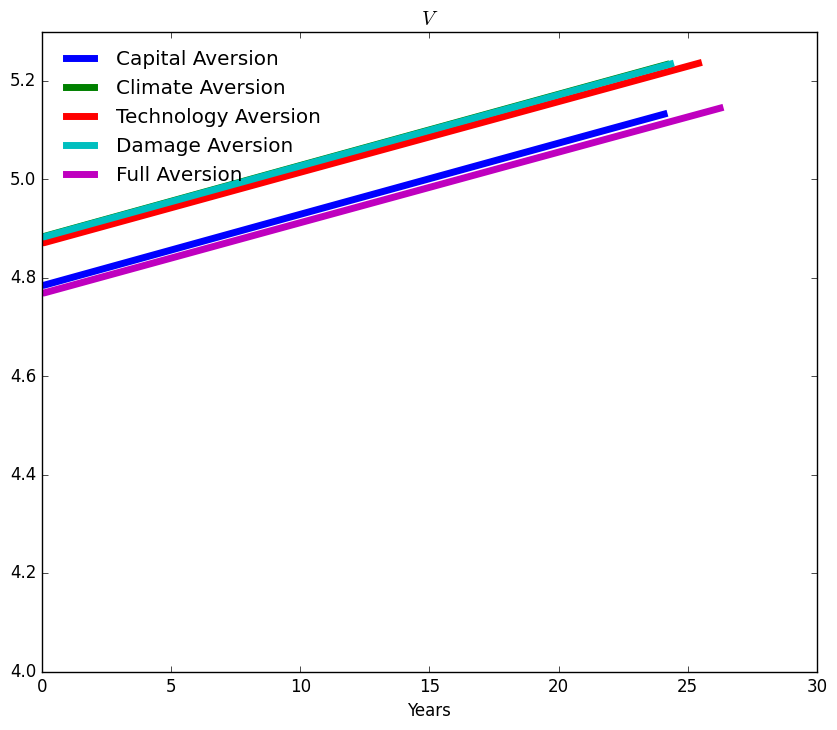 V
5.2
5.0
4.8
4.6
4.4
4.2
4.0
Capital Aversion
Climate Aversion
Technology Aversion
Damage Aversion
Full Aversion
0 5 10 15 20 25 30
Years